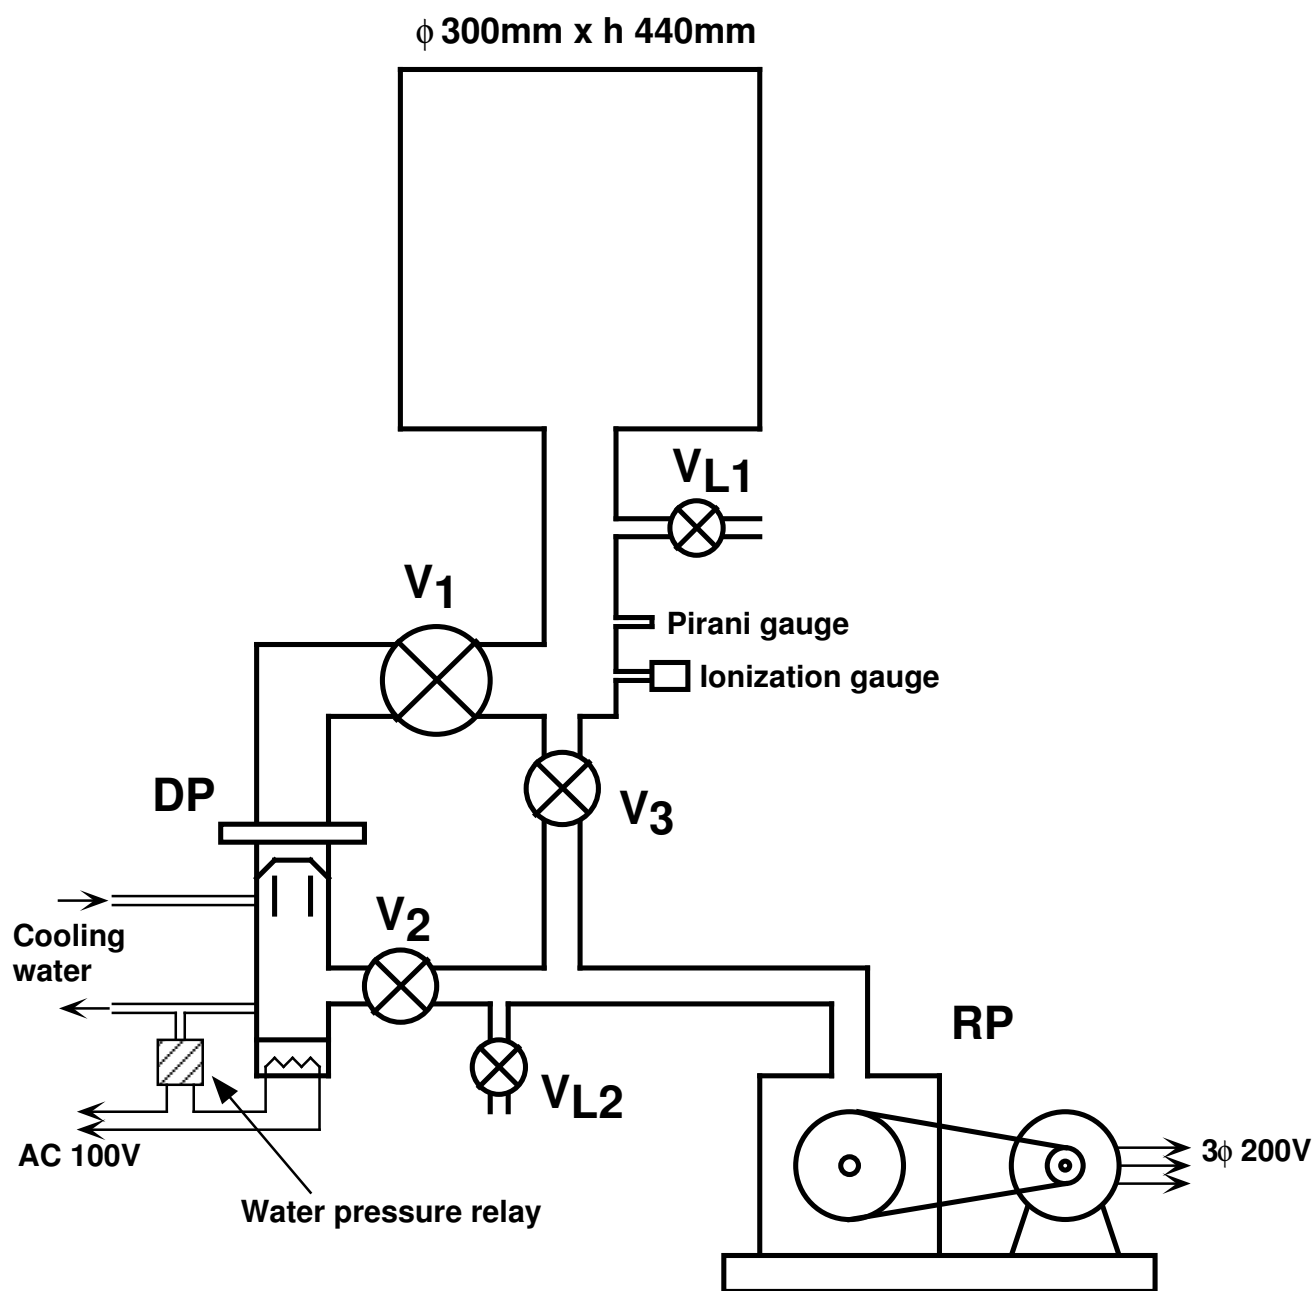 ϕ 300mm x h 440mm
VL1
V1
Pirani gauge
Ionization gauge
DP
V3
V2
Cooling
water
RP
VL2
AC 100V
3ϕ 200V
Water pressure relay